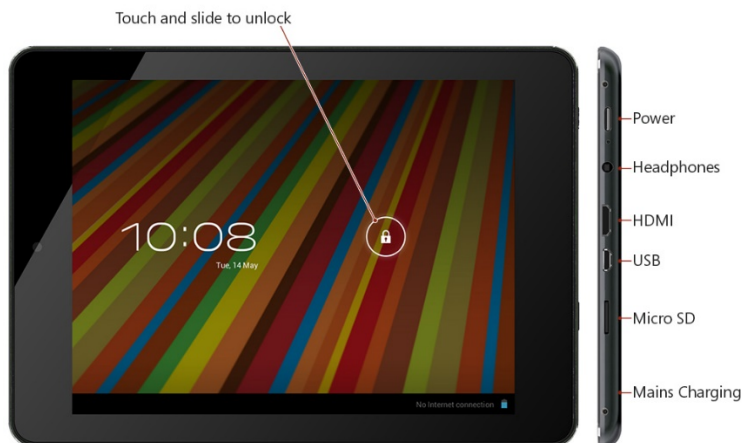 Touch and slide to unlock
10:08
Tue, 14 May
No Internet connection
Power
Headphones
HDMI
USB
Micro SD
Mains Charging